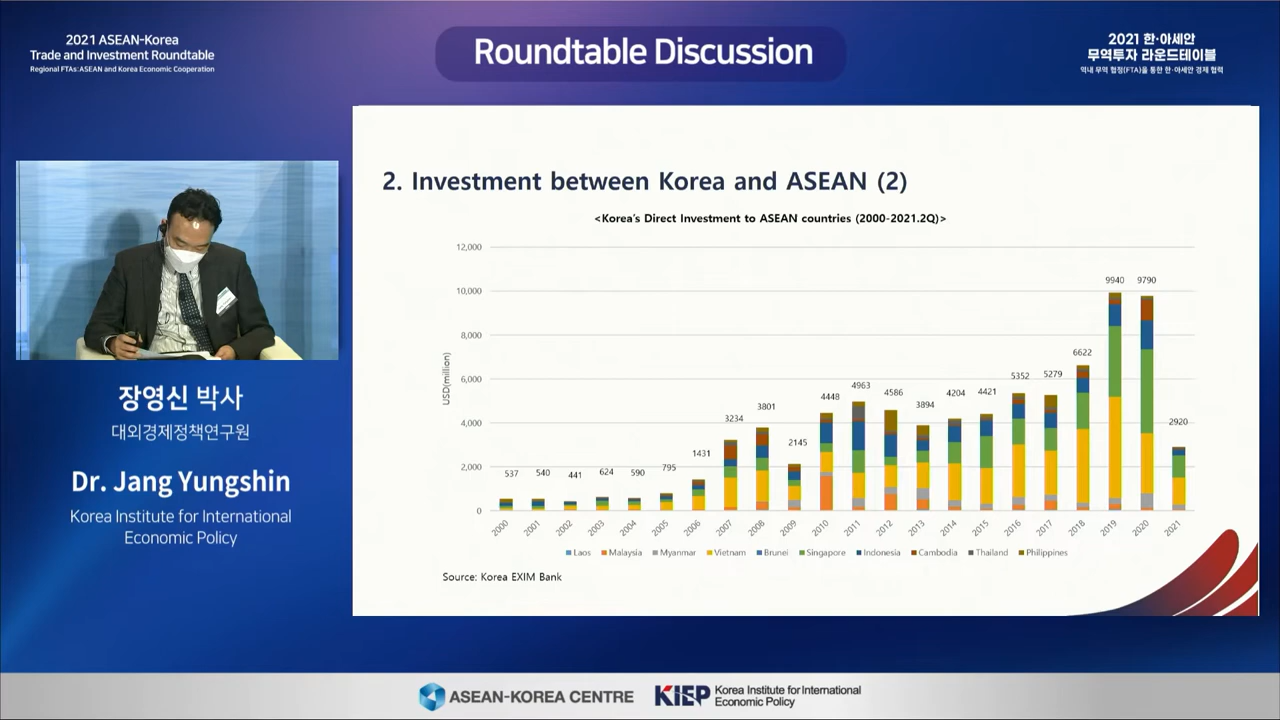 2021 ASEAN-Korea
Trade and Investment Roundtable
Regional FTAs:ASEAN and Korea Economic Cooperation
Roundtable Discussion
2021 한·아세안
무역투자 라운드테이블
역내 무역 협정(FTA)을 통한 한·아세안 경제 협력
장영신 박사
대외경제정책연구원
Dr. Jang Yungshin
Korea Institute for International
Economic Policy
2. Investment between Korea and ASEAN (2)
<Korea's Direct Investment to ASEAN countries (2000-2021.2Q)>
USD(million)
12,000
10,000
8,000
6,000
4,000
2,000
0
537 540 441 624 590 795 1431 3234 3801 2145 4448 4963 4586 3894 4204 4421 5352 5279 6622 9940 9790 2920
2000 2001 2002 2003 2004 2005 2006 2007 2008 2009 2010 2011 2012 2013 2014 2015 2016 2017 2018 2019 2020 2021
Laos Malaysia Myanmar Vietnam Brunei Singapore Indonesia Cambodia Thailand Philippines
Source: Korea EXIM Bank
ASEAN-KOREA CENTRE
KIEP Korea Institute for International
Economic Policy